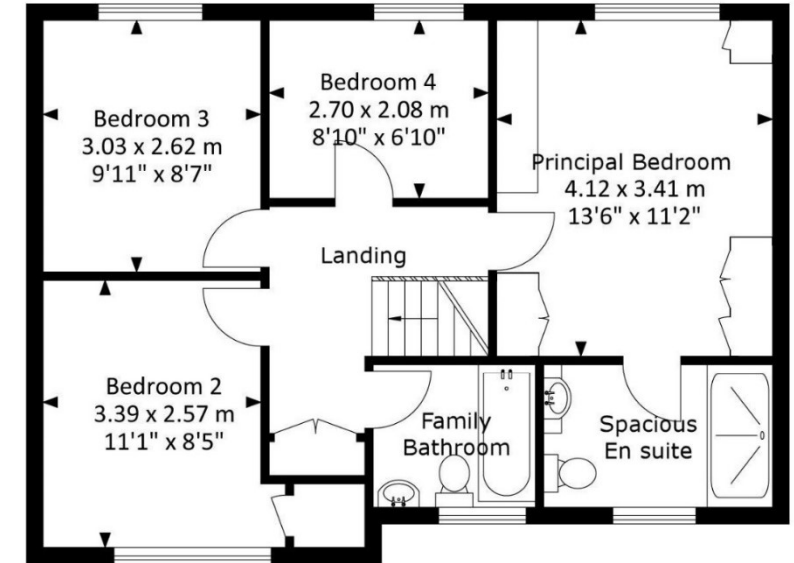 Bedroom 3
3.03 x 2.62 m
9'11" x 8'7"
Bedroom 4
2.70 x 2.08 m
8'10" x 6'10"
Principal Bedroom
4.12 x 3.41 m
13'6" x 11'2"
Landing
Bedroom 2
3.39 x 2.57 m
11'1" x 8'5"
Family
Bathroom
Spacious
En suite